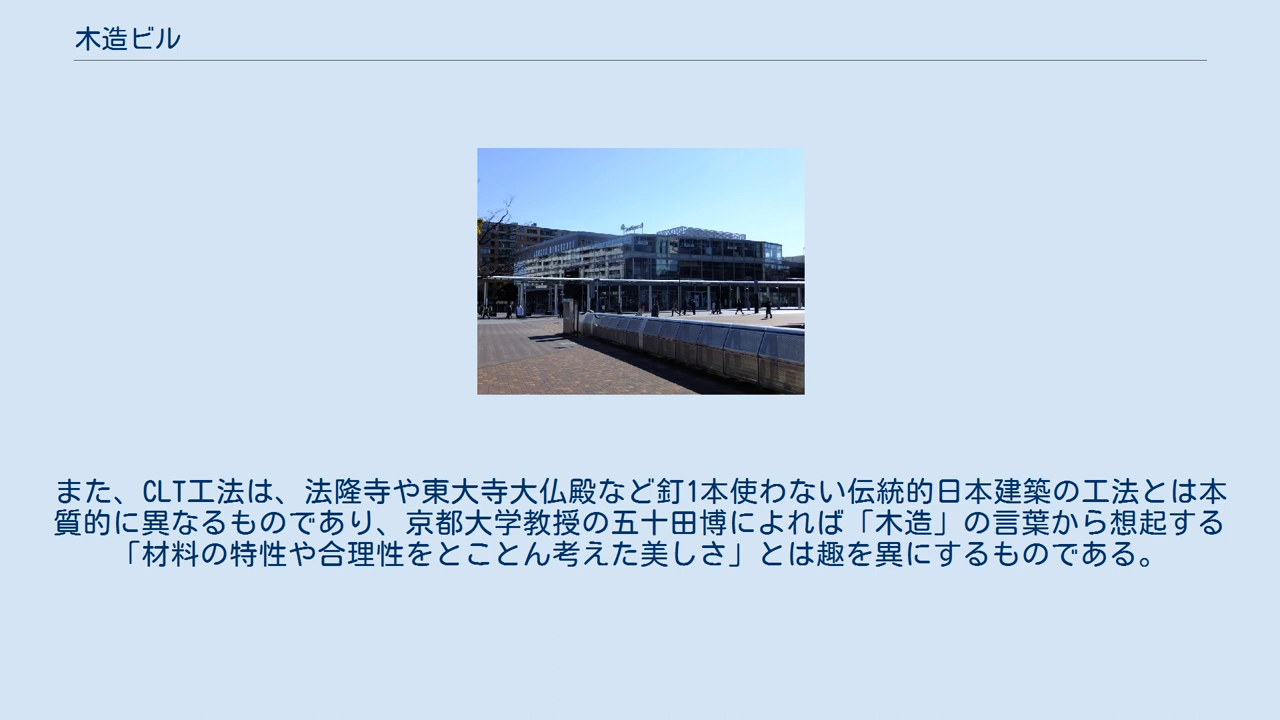 木造ビル
また、CLT工法は、法隆寺や東大寺大仏殿など釘1本使わない伝統的日本建築の工法とは本
質的に異なるものであり、京都大学教授の五十田博によれば「木造」の言葉から想起する
「材料の特性や合理性をとことん考えた美しさ」とは趣を異にするものである。